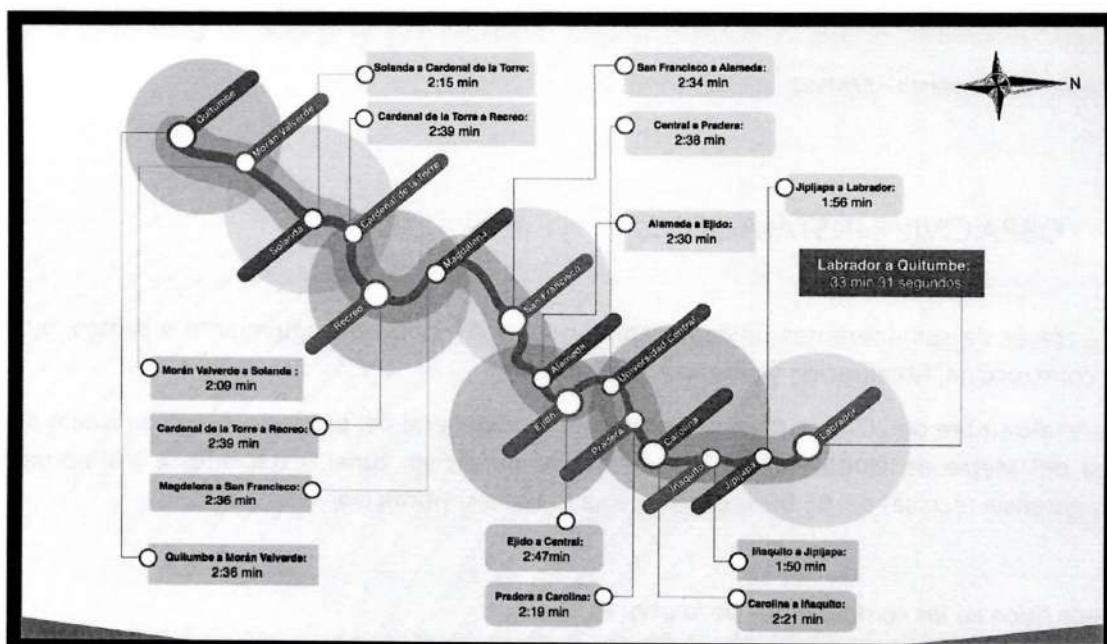 Solanda a Cardenal de la Torre:
2:15 min
San Francisco a Alameda:
2:34 min
N
Cardenal de la Torre a Recreo:
2:39 min
Central a Pradera:
2:38 min
Jipijapa a Labrador:
1:56 min
Alameda a Ejido:
2:30 min
Labrador a Quitumbe:
33 min 31 segundos
Quitumbe
Morán Valverde
Solanda
Cardenal de la Torre
Recreo
Magdalena
San Francisco
Alameda
Ejido
Universidad Central
Pradera
Carolina
Iñaquito
Jipijapa
Labrador
Morán Valverde a Solanda :
2:09 min
Cardenal de la Torre a Recreo:
2:39 min
Magdalena a San Francisco:
2:36 min
Quitumbe a Morán Valverde:
2:36 min
Ejido a Central:
2:47min
Pradera a Carolina:
2:19 min
Iñaquito a Jipijapa:
1:50 min
Carolina a Iñaquito:
2:21 min